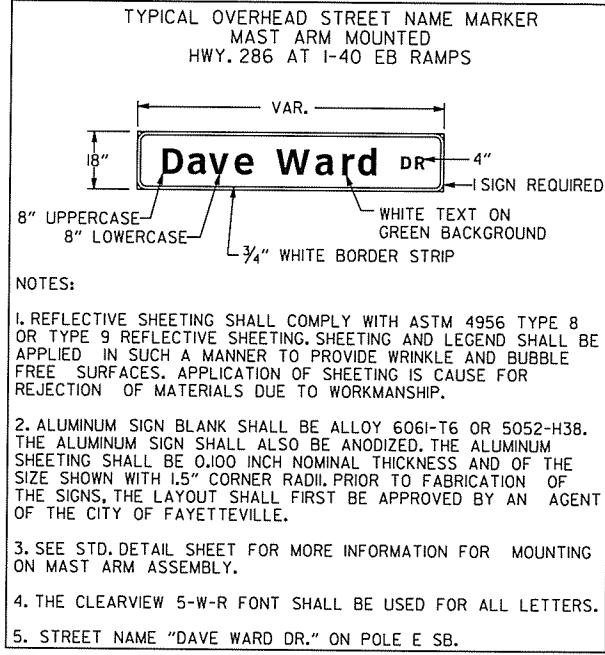 TYPICAL OVERHEAD STREET NAME MARKER
MAST ARM MOUNTED
HWY. 286 AT I-40 EB RAMPS
VAR.
18"
Dave Ward DR
4"
1 SIGN REQUIRED
8" UPPERCASE
8" LOWERCASE
WHITE TEXT ON
GREEN BACKGROUND
3/4" WHITE BORDER STRIP
NOTES:
1. REFLECTIVE SHEETING SHALL COMPLY WITH ASTM 4956 TYPE 8
OR TYPE 9 REFLECTIVE SHEETING. SHEETING AND LEGEND SHALL BE
APPLIED IN SUCH A MANNER TO PROVIDE WRINKLE AND BUBBLE
FREE SURFACES. APPLICATION OF SHEETING IS CAUSE FOR
REJECTION OF MATERIALS DUE TO WORKMANSHIP.
2. ALUMINUM SIGN BLANK SHALL BE ALLOY 6061-T6 OR 5052-H38.
THE ALUMINUM SIGN SHALL ALSO BE ANODIZED. THE ALUMINUM
SHEETING SHALL BE 0.100 INCH NOMINAL THICKNESS AND OF THE
SIZE SHOWN WITH 1.5" CORNER RADII. PRIOR TO FABRICATION OF
THE SIGNS, THE LAYOUT SHALL FIRST BE APPROVED BY AN AGENT
OF THE CITY OF FAYETTEVILLE.
3. SEE STD. DETAIL SHEET FOR MORE INFORMATION FOR MOUNTING
ON MAST ARM ASSEMBLY.
4. THE CLEARVIEW 5-W-R FONT SHALL BE USED FOR ALL LETTERS.
5. STREET NAME "DAVE WARD DR." ON POLE E SB.